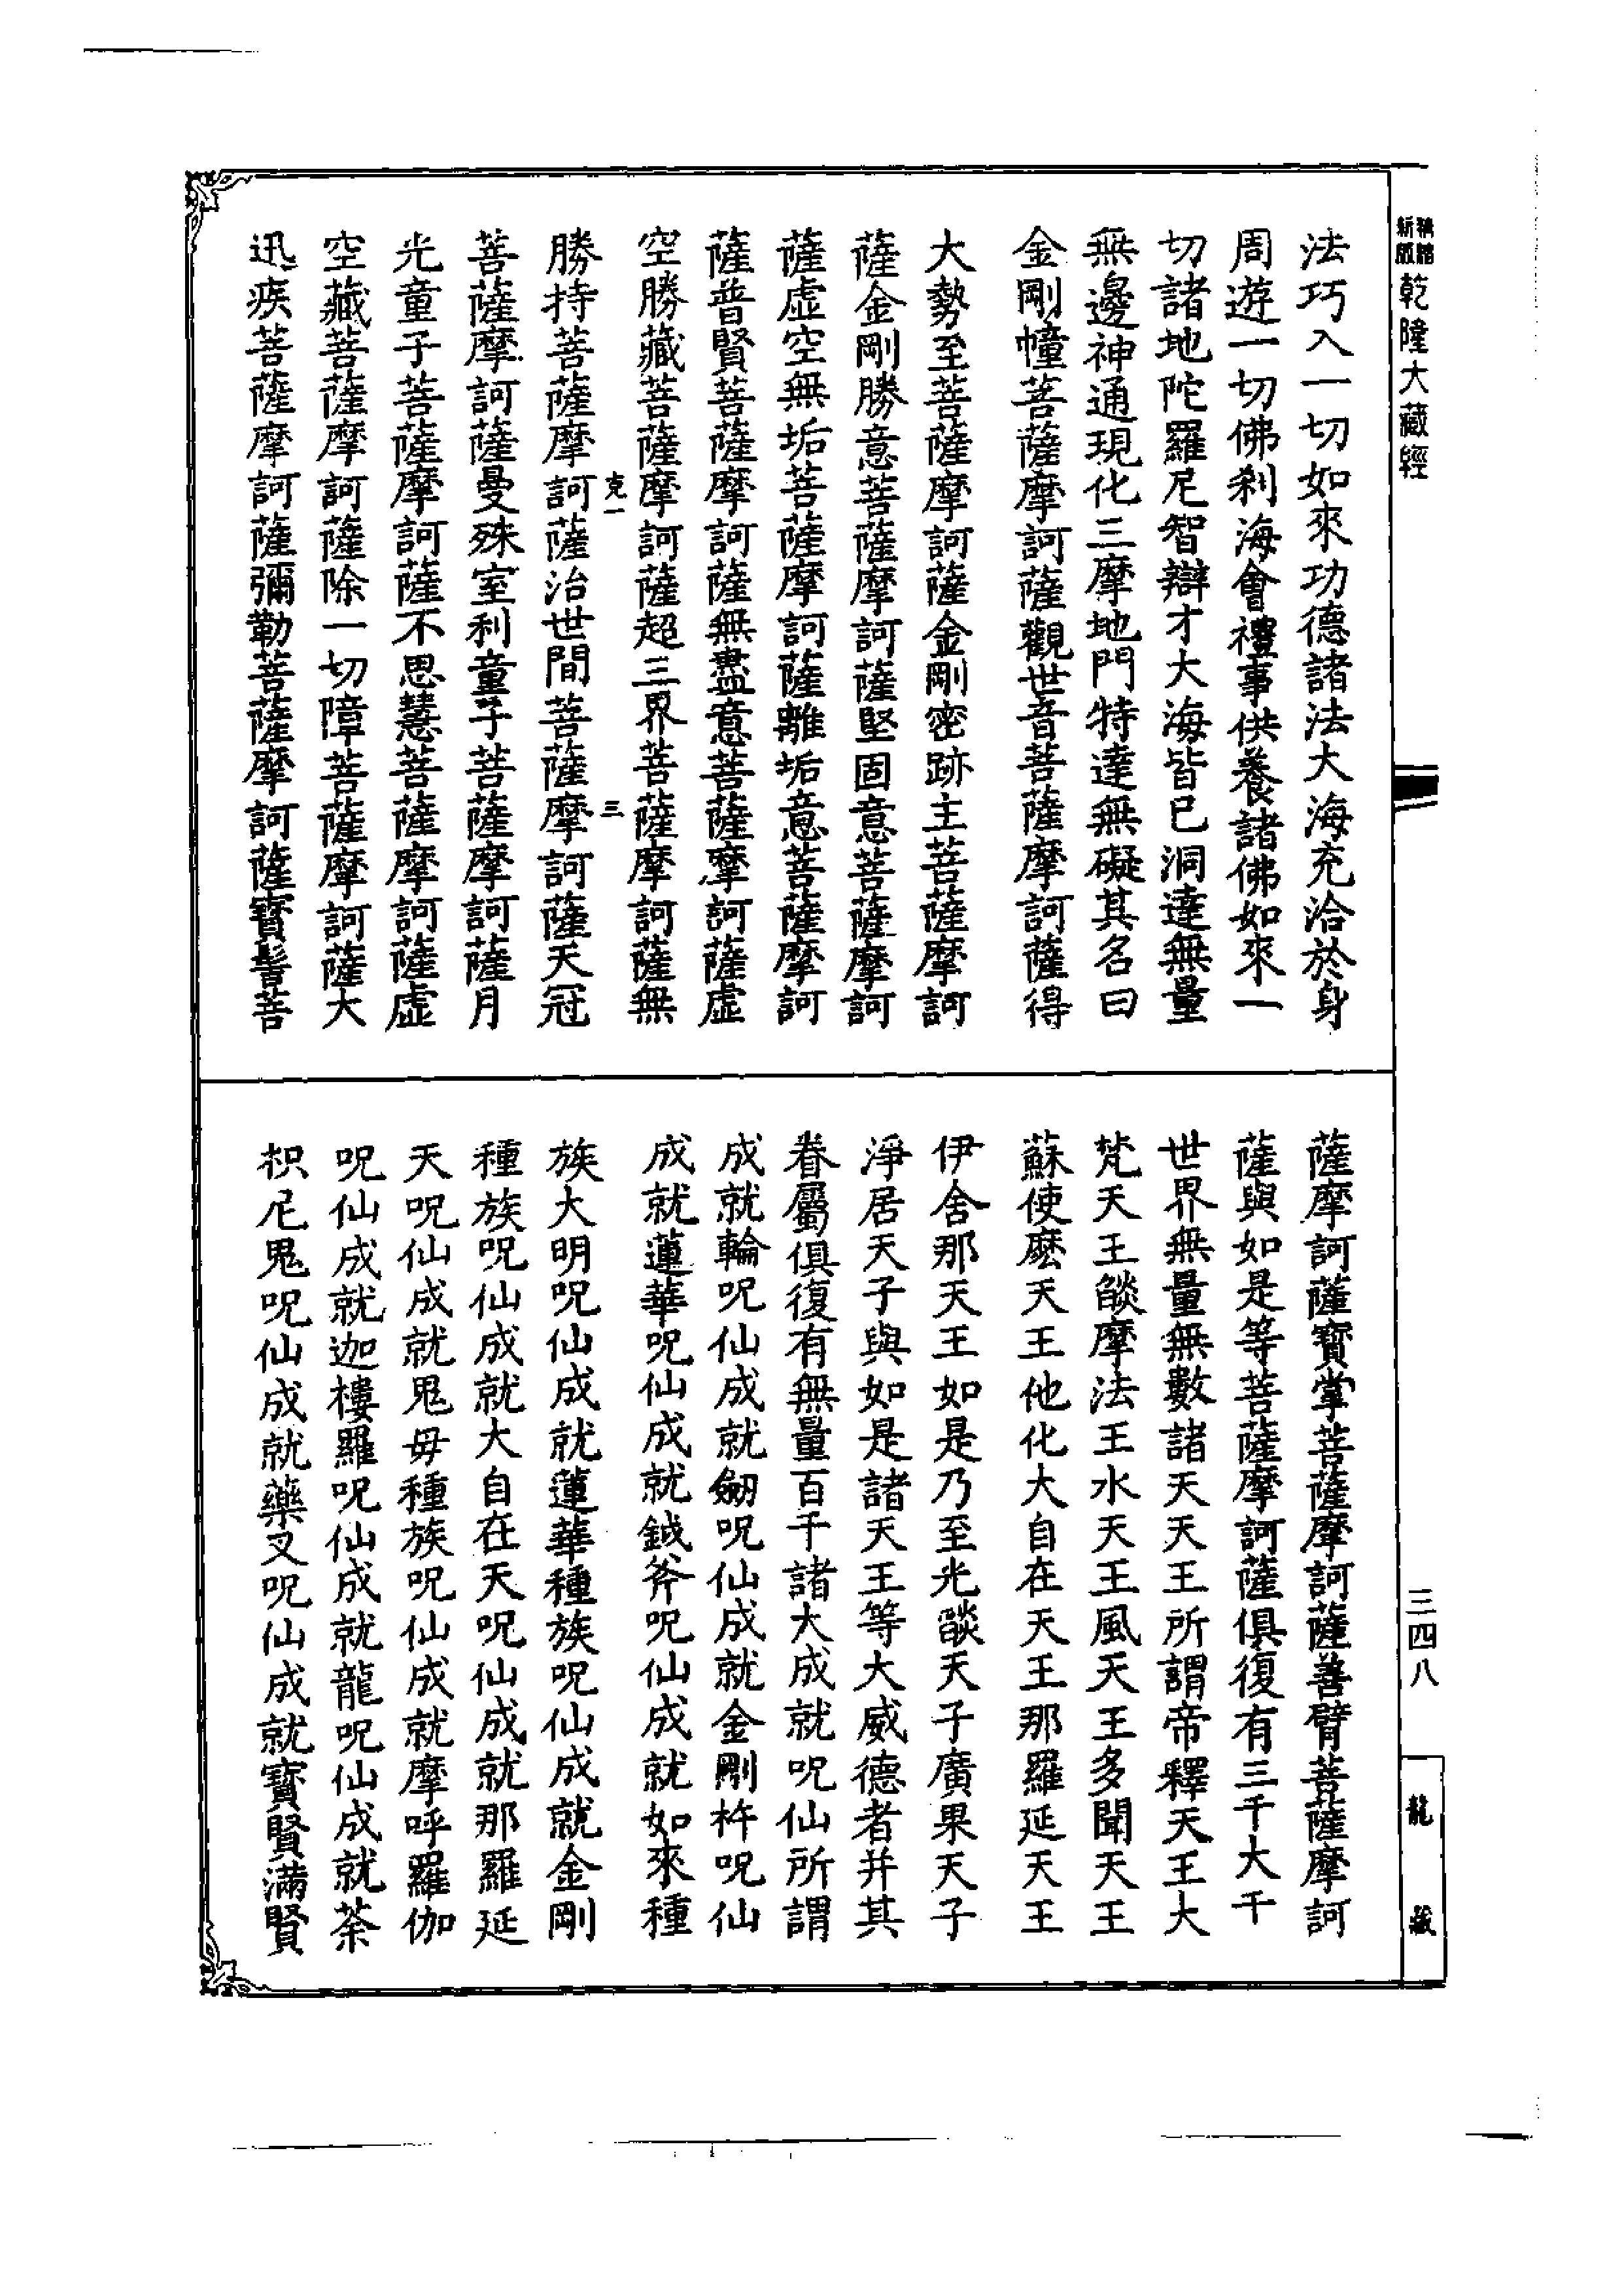 乾隆大藏經
法巧入一切如來功德諸法大海充洽於身
周遊一切佛刹海會禮事供養諸佛如來一
切諸地陀羅尼智辯才大海皆已洞達無量
無邊神通現化三摩地門特達無礙其名曰
金剛幢菩薩摩訶薩觀世音菩薩摩訶薩得
大勢至菩薩摩訶薩金剛密跡主菩薩摩訶
薩金剛勝意菩薩摩訶薩堅固意菩薩摩訶
薩虛空無垢菩薩摩訶薩離垢意菩薩摩訶
薩普賢菩薩摩訶薩無盡意菩薩摩訶薩虛
空勝藏菩薩摩訶薩超三界菩薩摩訶薩無
克一 三
勝持菩薩摩訶薩治世間菩薩摩訶薩天冠
菩薩摩訶薩曼殊室利童子菩薩摩訶薩月
光童子菩薩摩訶薩不思慧菩薩摩訶薩虛
空藏菩薩摩訶薩除一切障菩薩摩訶薩大
迅疾菩薩摩訶薩彌勒菩薩摩訶薩寶髻菩
薩摩訶薩寶掌菩薩摩訶薩善臂菩薩摩訶
薩與如是等菩薩摩訶薩俱復有三千大千
世界無量無數諸天天王所謂帝釋天王大
梵天王燄摩法王水天王風天王多聞天王
蘇使麽天王他化大自在天王那羅延天王
伊舍那天王如是乃至光燄天子廣果天子
淨居天子與如是諸天王等大威德者并其
眷屬俱復有無量百千諸大成就呪仙所謂
成就輪呪仙成就劒呪仙成就金剛杵呪仙
成就蓮華呪仙成就鉞斧呪仙成就如來種
族大明呪仙成就蓮華種族呪仙成就金剛
種族呪仙成就大自在天呪仙成就那羅延
天呪仙成就鬼母種族呪仙成就摩呼羅伽
呪仙成就迦樓羅呪仙成就龍呪仙成就荼
枳尼鬼呪仙成就藥叉呪仙成就寶賢滿賢
三四八
龍藏